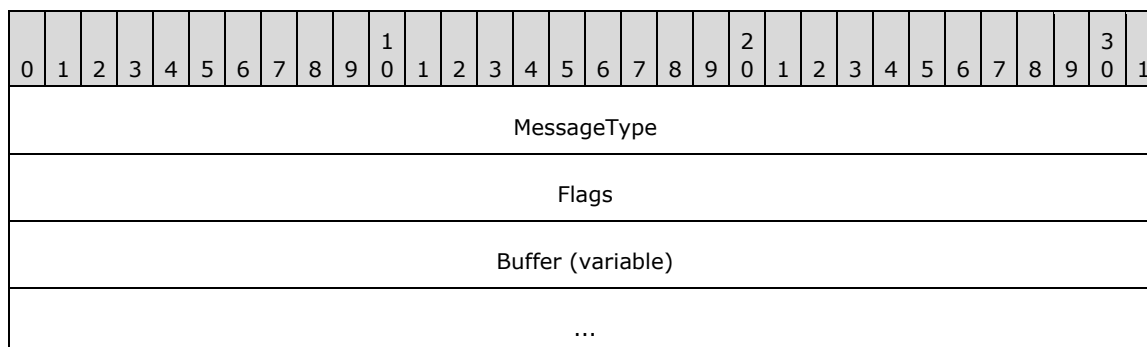 1 2 3
0 1 2 3 4 5 6 7 8 9 0 1 2 3 4 5 6 7 8 9 0 1 2 3 4 5 6 7 8 9 0 1
MessageType
Flags
Buffer (variable)
...